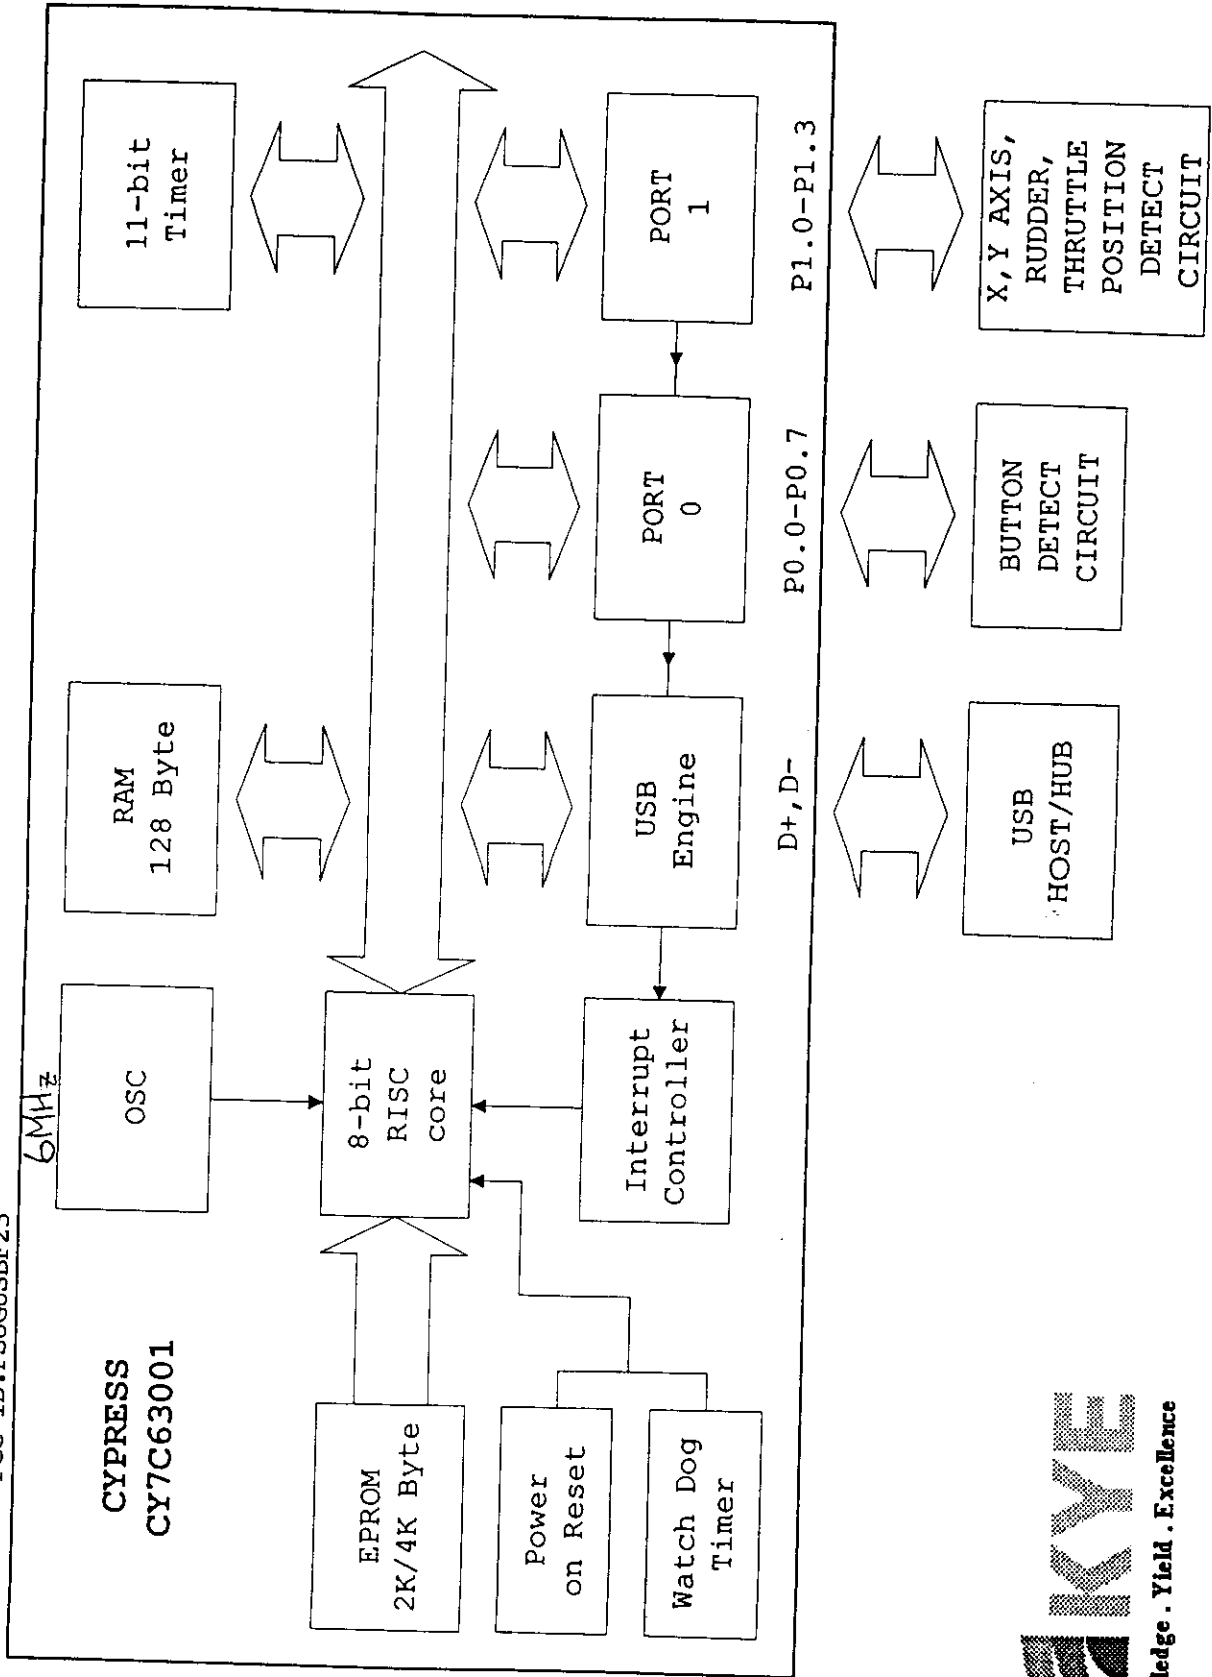 CYPRESS
CY7C63001
6MHz
OSC
RAM
128 Byte
11-bit
Timer
EPROM
2K/4K Byte
8-bit
RISC
core
Power
on Reset
Watch Dog
Timer
Interrupt
Controller
USB
Engine
PORT
0
PORT
1
D+,D-
P0.0-P0.7
P1.0-P1.3
USB
HOST/HUB
BUTTON
DETECT
CIRCUIT
X,Y AXIS,
RUDDER,
THRUTTLE
POSITION
DETECT
CIRCUIT
KYE
. Yield . Excellence